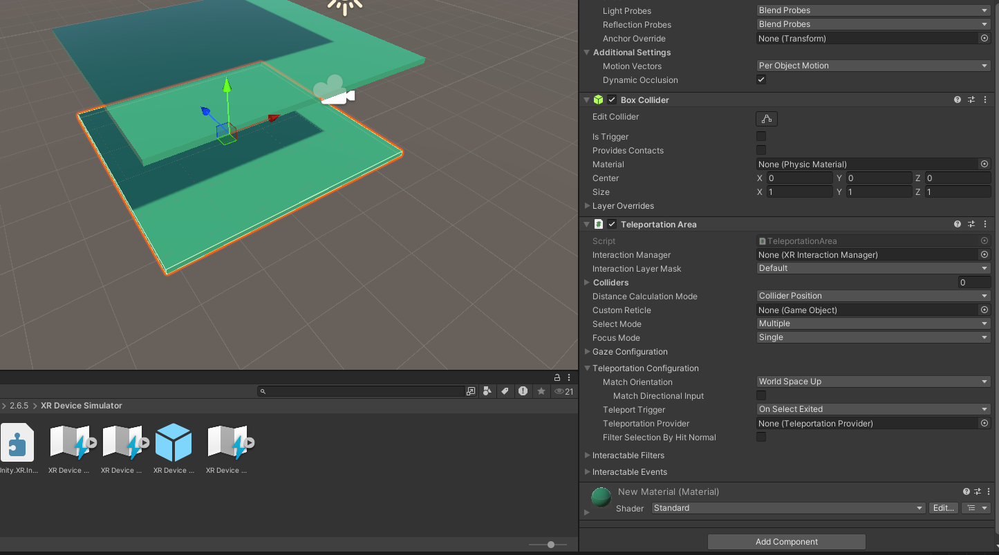 Light Probes Blend Probes
Reflection Probes Blend Probes
Anchor Override None (Transform)
Additional Settings
Motion Vectors Per Object Motion
Dynamic Occlusion
Box Collider
Edit Collider
Is Trigger
Provides Contacts
Material None (Physic Material)
Center X 0 Y 0 Z 0
Size X 1 Y 1 Z 1
Layer Overrides
# Teleportation Area
Script TeleportationArea
Interaction Manager None (XR Interaction Manager)
Interaction Layer Mask Default
Colliders 0
Distance Calculation Mode Collider Position
Custom Reticle None (Game Object)
Select Mode Multiple
Focus Mode Single
Gaze Configuration
Teleportation Configuration
Match Orientation World Space Up
Match Directional Input
Teleport Trigger On Select Exited
Teleportation Provider None (Teleportation Provider)
Filter Selection By Hit Normal
Interactable Filters
Interactable Events
New Material (Material)
Shader Standard Edit...
Add Component
21
2.6.5 > XR Device Simulator
Unity.XR.In... XR Device ... XR Device ... XR Device ... XR Device ...